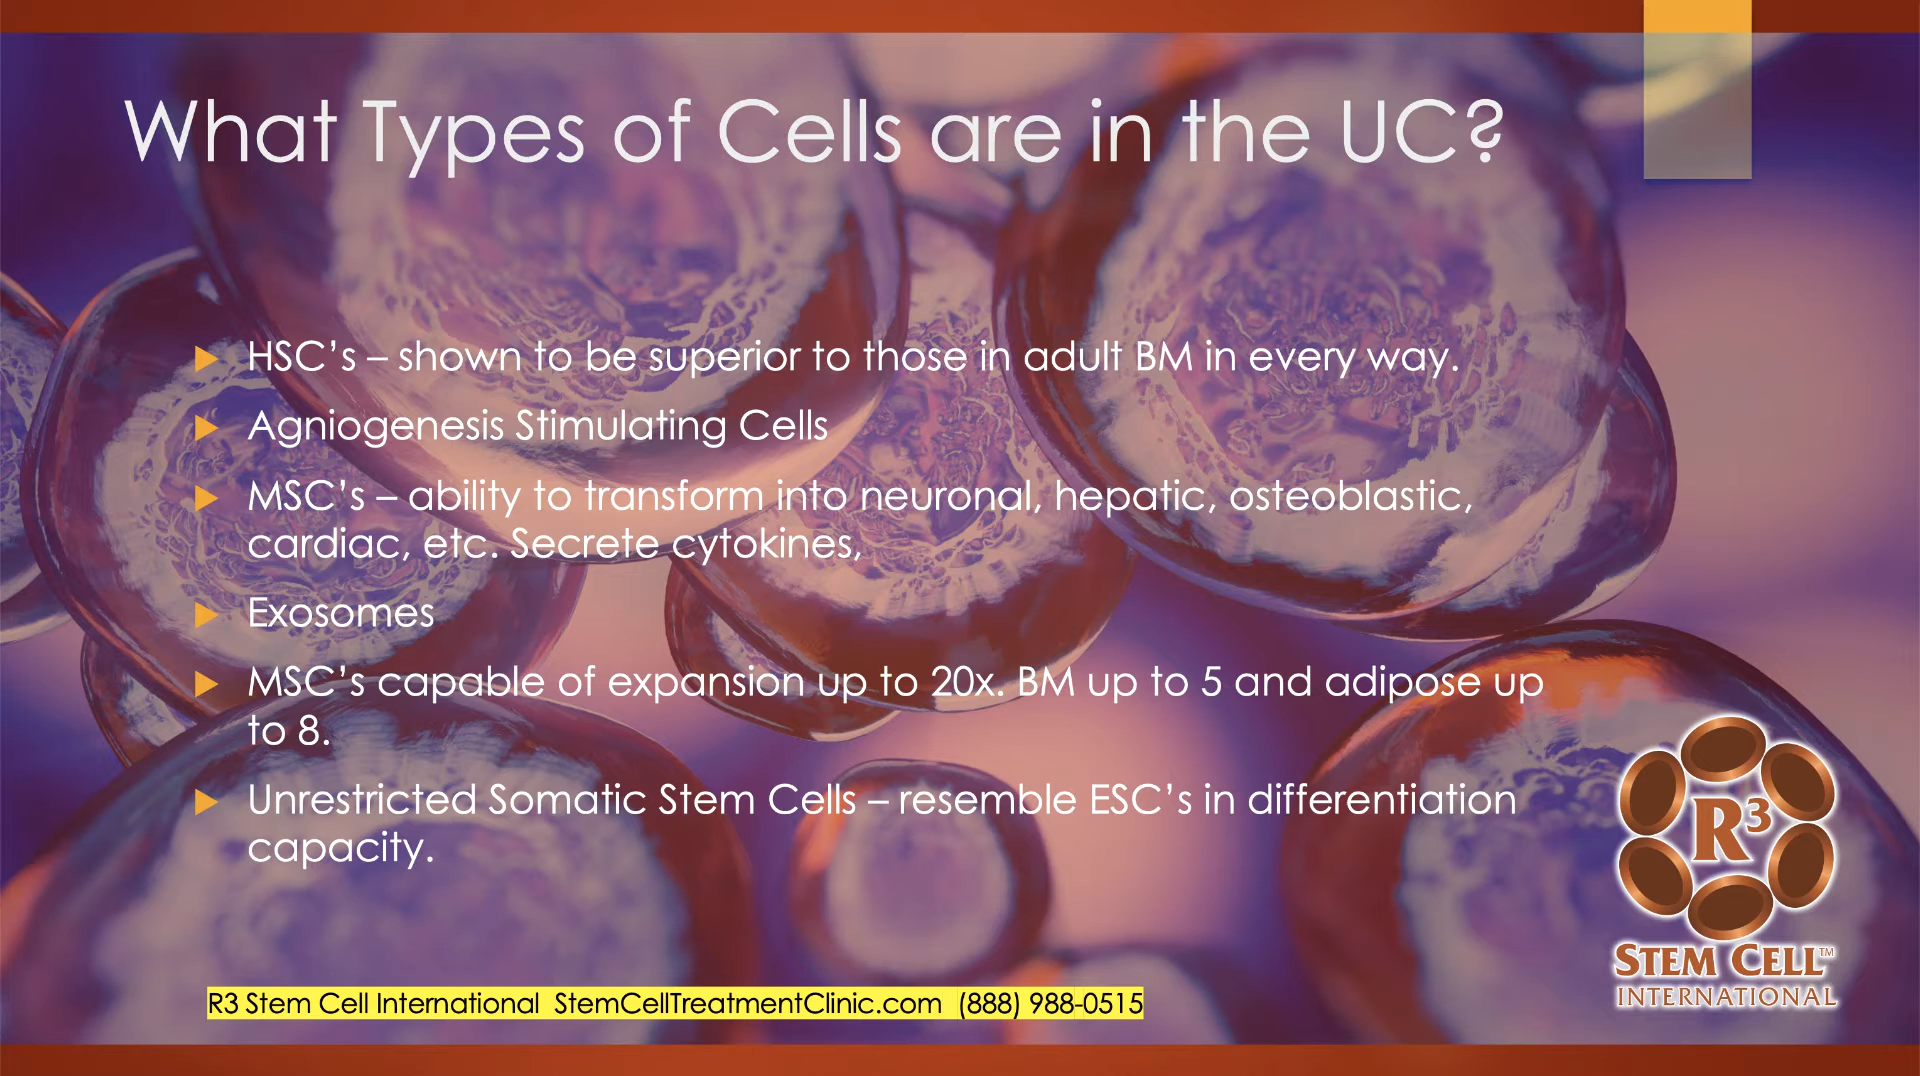 What Types of Cells are in the UC?
HSC’s – shown to be superior to those in adult BM in every way.
Agniogenesis Stimulating Cells
MSC’s – ability to transform into neuronal, hepatic, osteoblastic,
cardiac, etc. Secrete cytokines,
Exosomes
MSC’s capable of expansion up to 20x. BM up to 5 and adipose up
to 8.
Unrestricted Somatic Stem Cells – resemble ESC’s in differentiation
capacity.
R³
STEM CELL™
INTERNATIONAL
R3 Stem Cell International StemCellTreatmentClinic.com (888) 988-0515